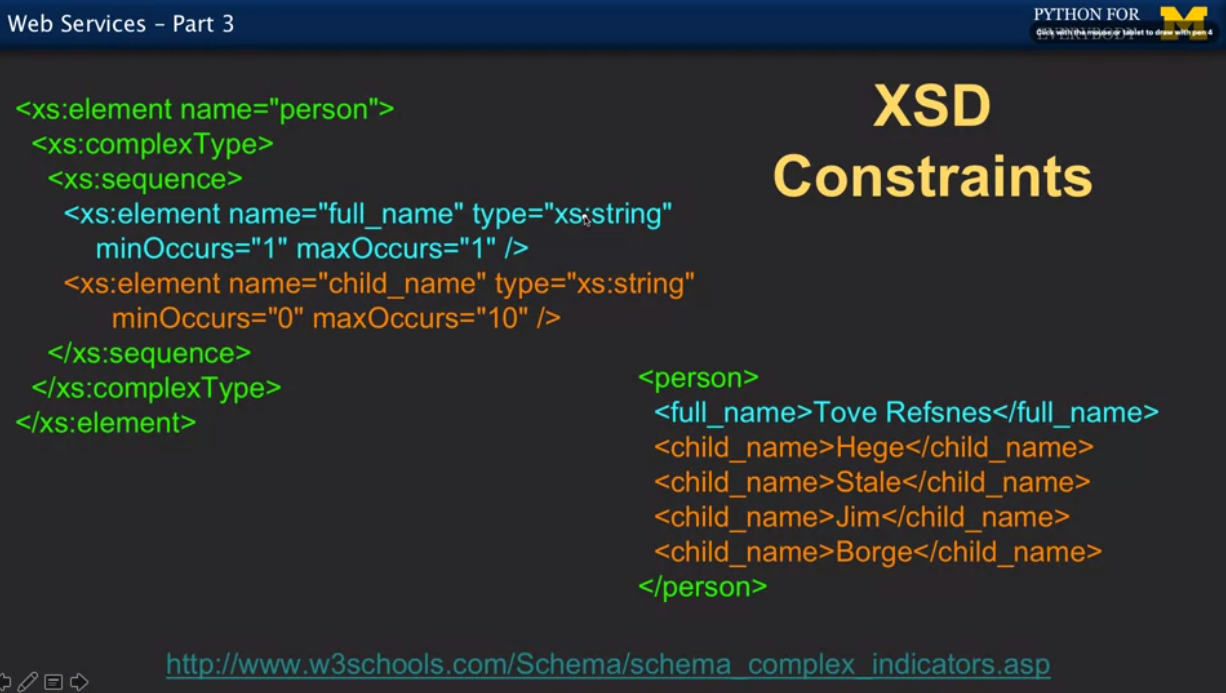 Web Services – Part 3
PYTHON FOR
EVERYBODY
Click with the mouse or tablet to draw with pen 4
XSD
Constraints
<xs:element name="person">
<xs:complexType>
<xs:sequence>
<xs:element name="full_name" type="xs:string"
minOccurs="1" maxOccurs="1" />
<xs:element name="child_name" type="xs:string"
minOccurs="0" maxOccurs="10" />
</xs:sequence>
</xs:complexType>
</xs:element>
<person>
<full_name>Tove Refsnes</full_name>
<child_name>Hege</child_name>
<child_name>Stale</child_name>
<child_name>Jim</child_name>
<child_name>Borge</child_name>
</person>
http://www.w3schools.com/Schema/schema_complex_indicators.asp